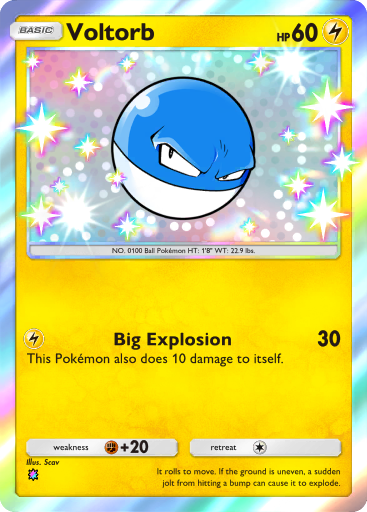 BASIC Voltorb HP 60
NO. 0100 Ball Pokémon HT: 1'8" WT: 22.9 lbs.
Big Explosion 30
This Pokémon also does 10 damage to itself.
weakness +20 retreat
Illus. Scav
It rolls to move. If the ground is uneven, a sudden
jolt from hitting a bump can cause it to explode.